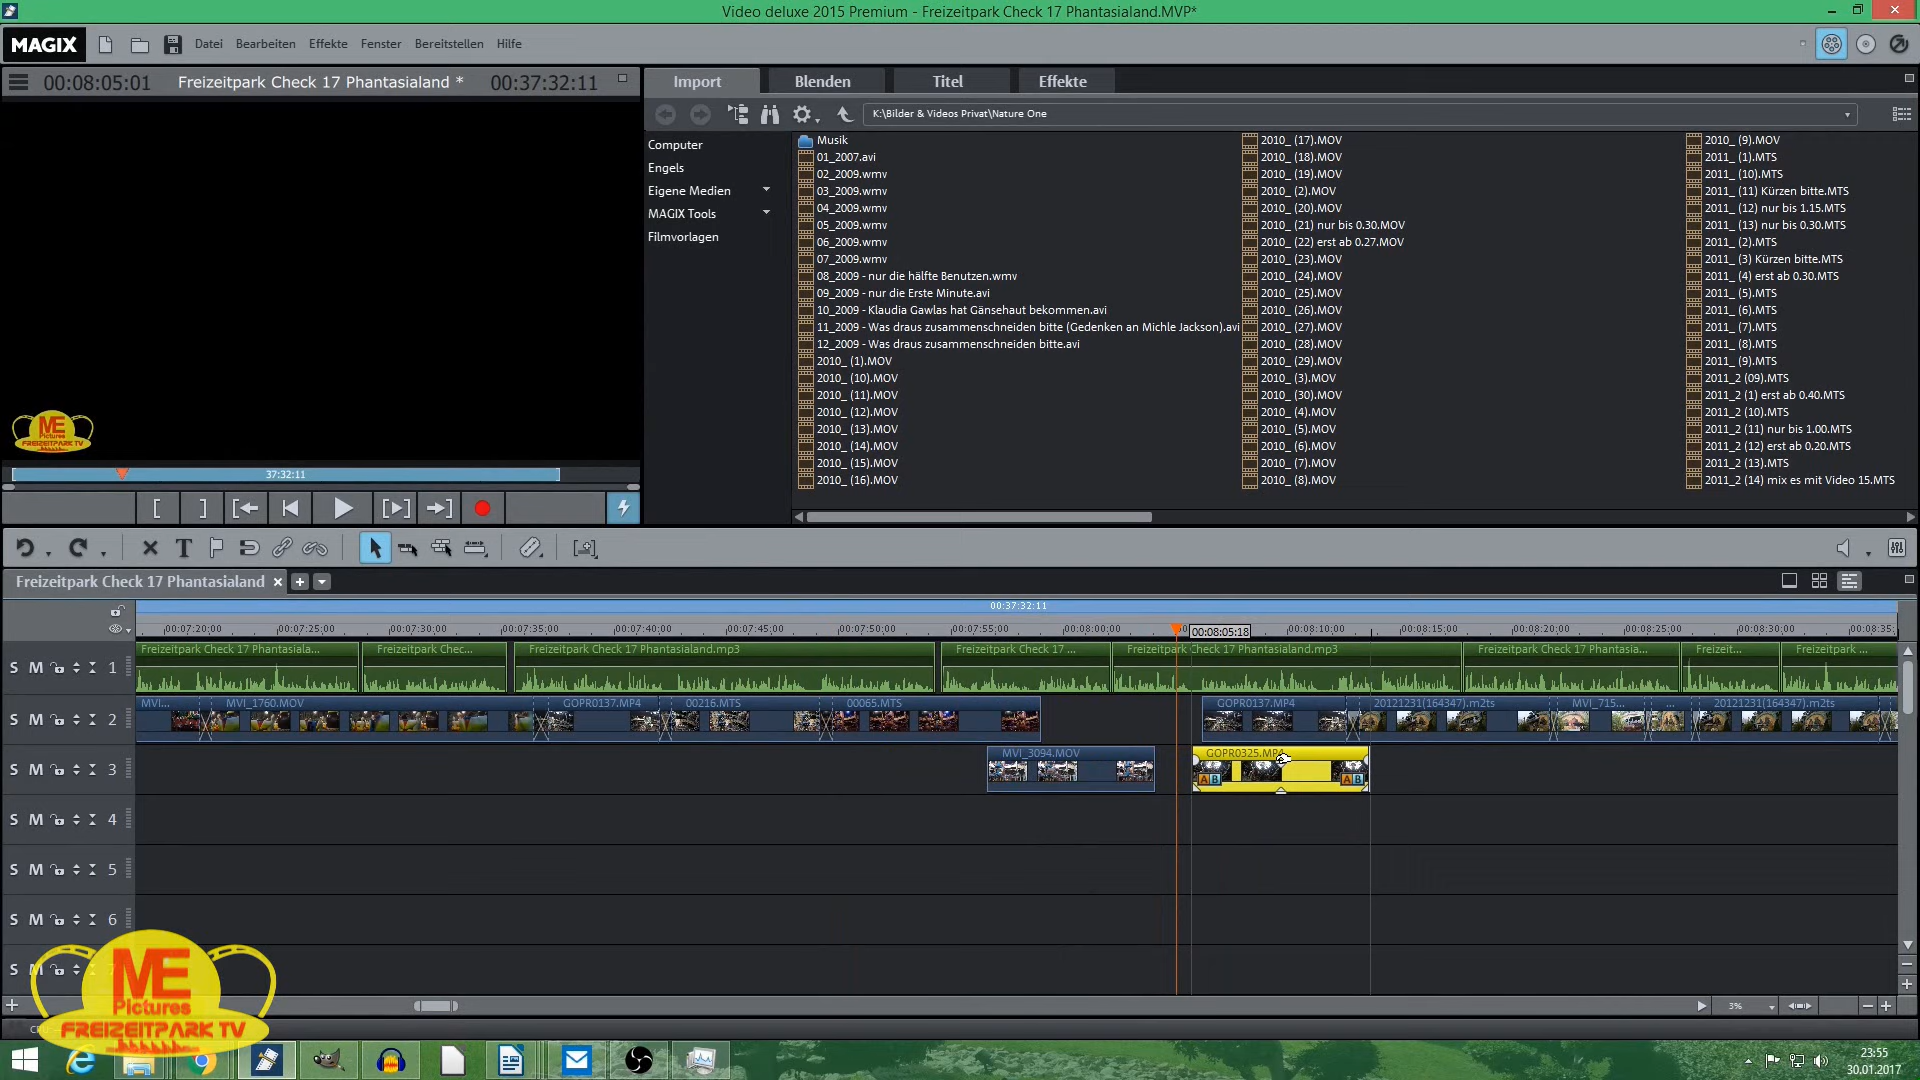 Video deluxe 2015 Premium - Freizeitpark Check 17 Phantasialand.MVP*
MAGIX
Datei Bearbeiten Effekte Fenster Bereitstellen Hilfe
00:08:05:01 Freizeitpark Check 17 Phantasialand * 00:37:32:11
Import Blenden Titel Effekte
K:\Bilder & Videos Privat\Nature One
Computer
Engels
Eigene Medien
MAGIX Tools
Filmvorlagen
Musik
01_2007.avi
02_2009.wmv
03_2009.wmv
04_2009.wmv
05_2009.wmv
06_2009.wmv
07_2009.wmv
08_2009 - nur die hälfte Benutzen.wmv
09_2009 - nur die Erste Minute.avi
10_2009 - Klaudia Gawlas hat Gänsehaut bekommen.avi
11_2009 - Was draus zusammenschneiden bitte (Gedenken an Michle Jackson).avi
12_2009 - Was draus zusammenschneiden bitte.avi
2010_ (1).MOV
2010_ (10).MOV
2010_ (11).MOV
2010_ (12).MOV
2010_ (13).MOV
2010_ (14).MOV
2010_ (15).MOV
2010_ (16).MOV
2010_ (17).MOV
2010_ (18).MOV
2010_ (19).MOV
2010_ (2).MOV
2010_ (20).MOV
2010_ (21) nur bis 0.30.MOV
2010_ (22) erst ab 0.27.MOV
2010_ (23).MOV
2010_ (24).MOV
2010_ (25).MOV
2010_ (26).MOV
2010_ (27).MOV
2010_ (28).MOV
2010_ (29).MOV
2010_ (3).MOV
2010_ (30).MOV
2010_ (4).MOV
2010_ (5).MOV
2010_ (6).MOV
2010_ (7).MOV
2010_ (8).MOV
2010_ (9).MOV
2011_ (1).MTS
2011_ (10).MTS
2011_ (11) Kürzen bitte.MTS
2011_ (12) nur bis 1.15.MTS
2011_ (13) nur bis 0.30.MTS
2011_ (2).MTS
2011_ (3) Kürzen bitte.MTS
2011_ (4) erst ab 0.30.MTS
2011_ (5).MTS
2011_ (6).MTS
2011_ (7).MTS
2011_ (8).MTS
2011_ (9).MTS
2011_2 (09).MTS
2011_2 (1) erst ab 0.40.MTS
2011_2 (10).MTS
2011_2 (11) nur bis 1.00.MTS
2011_2 (12) erst ab 0.20.MTS
2011_2 (13).MTS
2011_2 (14) mix es mit Video 15.MTS
ME
Pictures
FREIZEITPARK TV
37:32:11
Freizeitpark Check 17 Phantasialand
00:37:32:11
00:07:20:00 00:07:25:00 00:07:30:00 00:07:35:00 00:07:40:00 00:07:45:00 00:07:50:00 00:07:55:00 00:08:00:00 00:08:05:18 00:08:10:00 00:08:15:00 00:08:20:00 00:08:25:00 00:08:30:00 00:08:35:
S M 1
Freizeitpark Check 17 Phantasiala... Freizeitpark Chec... Freizeitpark Check 17 Phantasialand.mp3 Freizeitpark Check 17 ... Freizeitpark Check 17 Phantasialand.mp3 Freizeitpark Check 17 Phantasia... Freizeit... Freizeitpark ...
S M 2
MVI... MVI_1760.MOV GOPR0137.MP4 00216.MTS 00065.MTS GOPR0137.MP4 20121231(164347).m2ts MVI_715... ... 20121231(164347).m2ts
S M 3
MVI_3094.MOV GOPR0325.MP4
A B A B
S M 4
S M 5
S M 6
S M
3%
ME
Pictures
FREIZEITPARK TV
23:55
30.01.2017